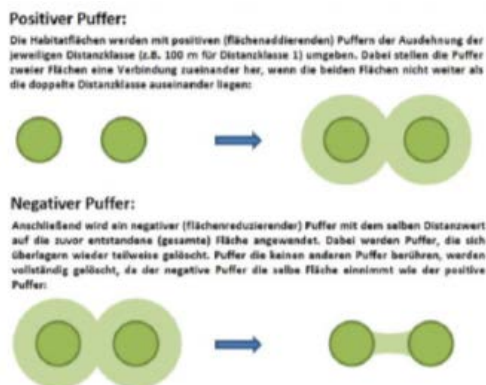 Positiver Puffer:
Die Habitatflächen werden mit positiven (flächenaddierenden) Puffern der Ausdehnung der
jeweiligen Distanzklasse (z.B. 100 m für Distanzklasse 1) umgeben. Dabei stellen die Puffer
zweier Flächen eine Verbindung zueinander her, wenn die beiden Flächen nicht weiter als
die doppelte Distanzklasse auseinander liegen:
Negativer Puffer:
Anschließend wird ein negativer (flächenreduzierender) Puffer mit dem selben Distanzwert
auf die zuvor entstandene (gesamte) Fläche angewendet. Dabei werden Puffer, die sich
überlagern wieder teilweise gelöscht. Puffer die keinen anderen Puffer berühren, werden
vollständig gelöscht, da der negative Puffer die selbe Fläche einnimmt wie der positive
Puffer: